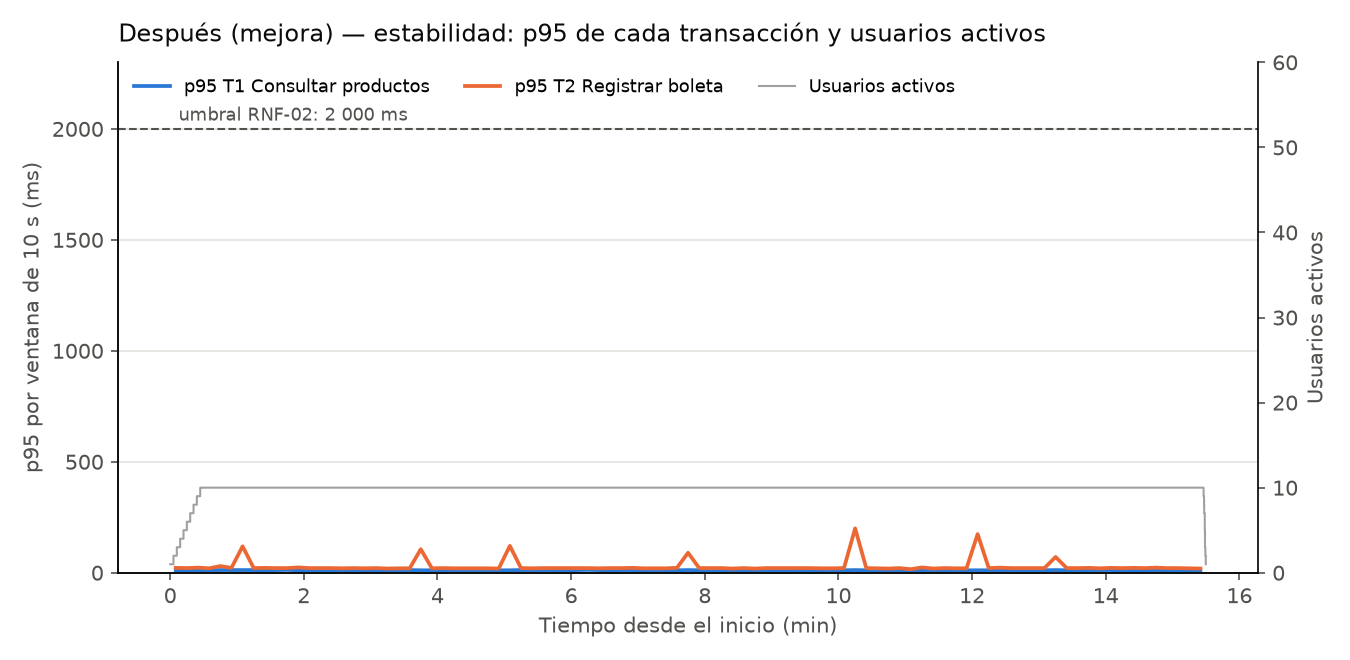 Después (mejora) — estabilidad: p95 de cada transacción y usuarios activos
p95 T1 Consultar productos
p95 T2 Registrar boleta
Usuarios activos
umbral RNF-02: 2 000 ms
p95 por ventana de 10 s (ms)
2000
1500
1000
500
0
60
50
40
30
20
10
0
Usuarios activos
0 2 4 6 8 10 12 14 16
Tiempo desde el inicio (min)